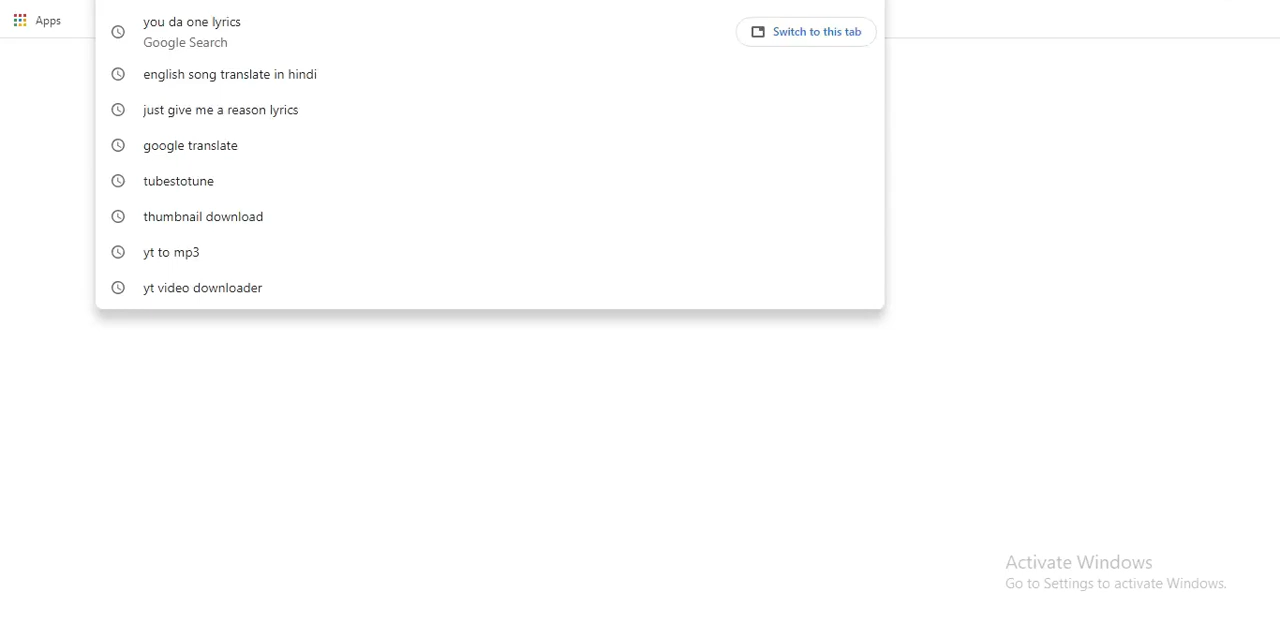 Apps
you da one lyrics
Google Search
Switch to this tab
english song translate in hindi
just give me a reason lyrics
google translate
tubestotune
thumbnail download
yt to mp3
yt video downloader
Activate Windows
Go to Settings to activate Windows.